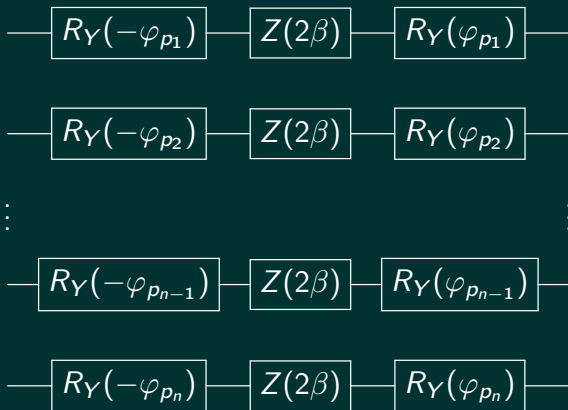 R_Y(−φ_{p_1}) Z(2β) R_Y(φ_{p_1})
R_Y(−φ_{p_2}) Z(2β) R_Y(φ_{p_2})
⋮ ⋮
R_Y(−φ_{p_{n−1}}) Z(2β) R_Y(φ_{p_{n−1}})
R_Y(−φ_{p_n}) Z(2β) R_Y(φ_{p_n})